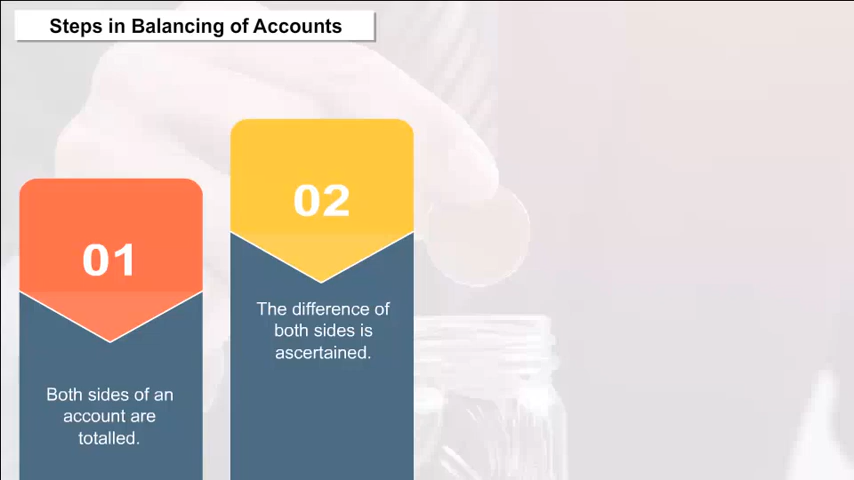 Steps in Balancing of Accounts
01
Both sides of an
account are
totalled.
02
The difference of
both sides is
ascertained.